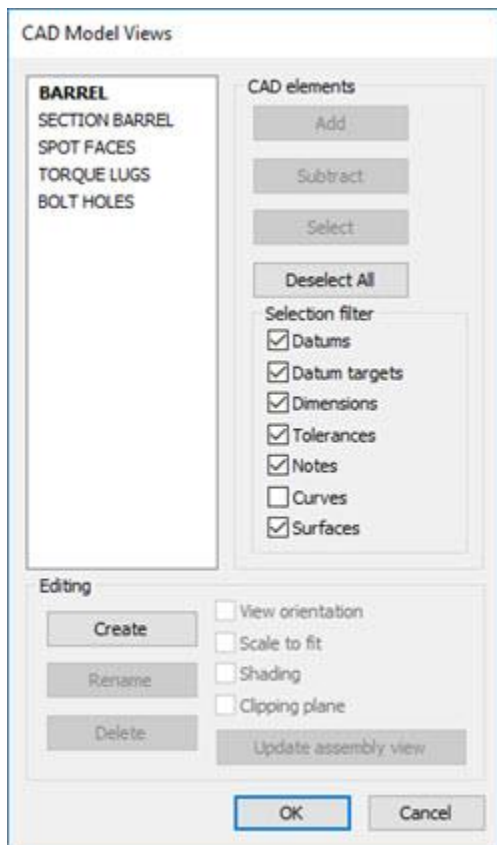 CAD Model Views
BARREL
SECTION BARREL
SPOT FACES
TORQUE LUGS
BOLT HOLES
CAD elements
Add
Subtract
Select
Deselect All
Selection filter
Datums
Datum targets
Dimensions
Tolerances
Notes
Curves
Surfaces
Editing
Create
Rename
Delete
View orientation
Scale to fit
Shading
Clipping plane
Update assembly view
OK
Cancel